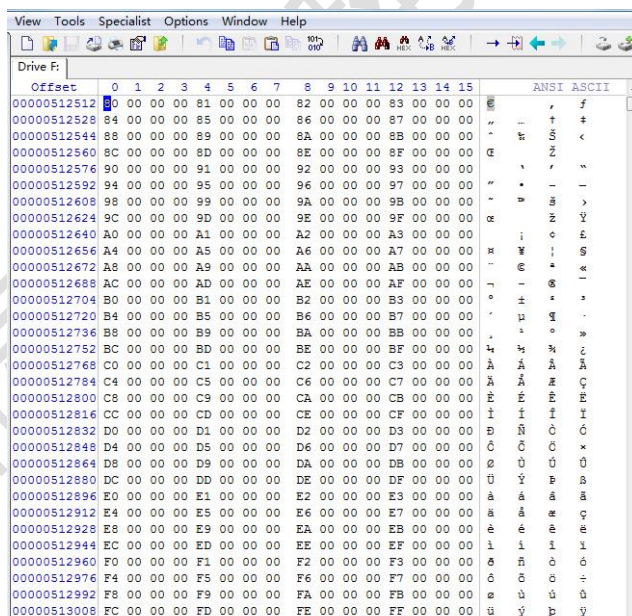 View Tools Specialist Options Window Help
Drive F:
Offset 0 1 2 3 4 5 6 7 8 9 10 11 12 13 14 15 ANSI ASCII
00000512512 80 00 00 00 81 00 00 00 82 00 00 00 83 00 00 00 € ‚ ƒ
00000512528 84 00 00 00 85 00 00 00 86 00 00 00 87 00 00 00 „ … † ‡
00000512544 88 00 00 00 89 00 00 00 8A 00 00 00 8B 00 00 00 ˆ ‰ Š ‹
00000512560 8C 00 00 00 8D 00 00 00 8E 00 00 00 8F 00 00 00 Œ Ž
00000512576 90 00 00 00 91 00 00 00 92 00 00 00 93 00 00 00 ‘ ’ “
00000512592 94 00 00 00 95 00 00 00 96 00 00 00 97 00 00 00 ” • – —
00000512608 98 00 00 00 99 00 00 00 9A 00 00 00 9B 00 00 00 ˜ ™ š ›
00000512624 9C 00 00 00 9D 00 00 00 9E 00 00 00 9F 00 00 00 œ ž Ÿ
00000512640 A0 00 00 00 A1 00 00 00 A2 00 00 00 A3 00 00 00 ¡ ¢ £
00000512656 A4 00 00 00 A5 00 00 00 A6 00 00 00 A7 00 00 00 ¤ ¥ ¦ §
00000512672 A8 00 00 00 A9 00 00 00 AA 00 00 00 AB 00 00 00 ¨ © ª «
00000512688 AC 00 00 00 AD 00 00 00 AE 00 00 00 AF 00 00 00 ¬ - ® ¯
00000512704 B0 00 00 00 B1 00 00 00 B2 00 00 00 B3 00 00 00 ° ± ² ³
00000512720 B4 00 00 00 B5 00 00 00 B6 00 00 00 B7 00 00 00 ´ µ ¶ ·
00000512736 B8 00 00 00 B9 00 00 00 BA 00 00 00 BB 00 00 00 ¸ ¹ º »
00000512752 BC 00 00 00 BD 00 00 00 BE 00 00 00 BF 00 00 00 ¼ ½ ¾ ¿
00000512768 C0 00 00 00 C1 00 00 00 C2 00 00 00 C3 00 00 00 À Á Â Ã
00000512784 C4 00 00 00 C5 00 00 00 C6 00 00 00 C7 00 00 00 Ä Å Æ Ç
00000512800 C8 00 00 00 C9 00 00 00 CA 00 00 00 CB 00 00 00 È É Ê Ë
00000512816 CC 00 00 00 CD 00 00 00 CE 00 00 00 CF 00 00 00 Ì Í Î Ï
00000512832 D0 00 00 00 D1 00 00 00 D2 00 00 00 D3 00 00 00 Ð Ñ Ò Ó
00000512848 D4 00 00 00 D5 00 00 00 D6 00 00 00 D7 00 00 00 Ô Õ Ö ×
00000512864 D8 00 00 00 D9 00 00 00 DA 00 00 00 DB 00 00 00 Ø Ù Ú Û
00000512880 DC 00 00 00 DD 00 00 00 DE 00 00 00 DF 00 00 00 Ü Ý Þ ß
00000512896 E0 00 00 00 E1 00 00 00 E2 00 00 00 E3 00 00 00 à á â ã
00000512912 E4 00 00 00 E5 00 00 00 E6 00 00 00 E7 00 00 00 ä å æ ç
00000512928 E8 00 00 00 E9 00 00 00 EA 00 00 00 EB 00 00 00 è é ê ë
00000512944 EC 00 00 00 ED 00 00 00 EE 00 00 00 EF 00 00 00 ì í î ï
00000512960 F0 00 00 00 F1 00 00 00 F2 00 00 00 F3 00 00 00 ð ñ ò ó
00000512976 F4 00 00 00 F5 00 00 00 F6 00 00 00 F7 00 00 00 ô õ ö ÷
00000512992 F8 00 00 00 F9 00 00 00 FA 00 00 00 FB 00 00 00 ø ù ú û
00000513008 FC 00 00 00 FD 00 00 00 FE 00 00 00 FF 00 00 00 ü ý þ ÿ